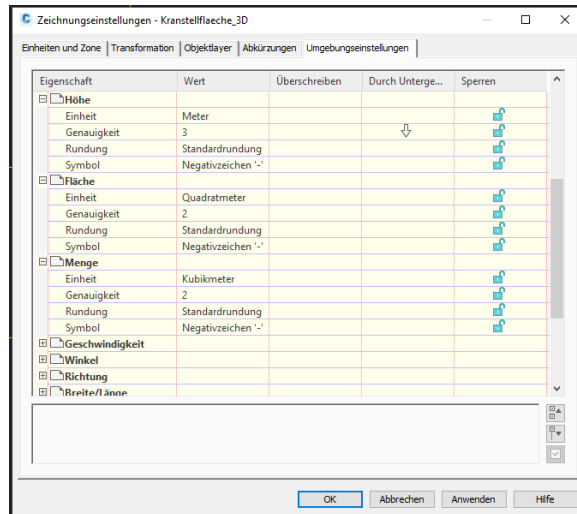 C Zeichnungseinstellungen - Kranstellflaeche_3D
Einheiten und Zone Transformation Objektlayer Abkürzungen Umgebungseinstellungen
Eigenschaft Wert Überschreiben Durch Unterge... Sperren
Höhe
Einheit Meter
Genauigkeit 3
Rundung Standardrundung
Symbol Negativzeichen '-'
Fläche
Einheit Quadratmeter
Genauigkeit 2
Rundung Standardrundung
Symbol Negativzeichen '-'
Menge
Einheit Kubikmeter
Genauigkeit 2
Rundung Standardrundung
Symbol Negativzeichen '-'
Geschwindigkeit
Winkel
Richtung
Breite/Länge
OK Abbrechen Anwenden Hilfe